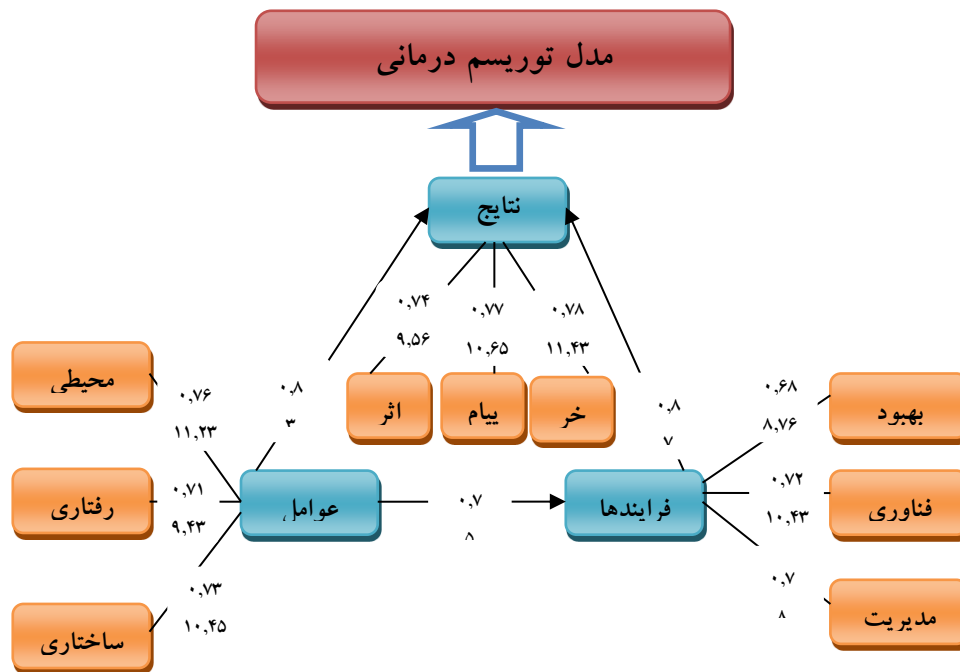 مدل توریسم درمانی
نتایج
۰,۷۴
۹,۵۶
۰,۷۷
۱۰,۶۵
۰,۷۸
۱۱,۴۳
اثر
پیام
خر
محیطی
۰,۷۶
۱۱,۲۳
رفتاری
۰,۷۱
۹,۴۳
ساختاری
۰,۷۳
۱۰,۴۵
عوامل
۰,۸
۳
۰,۷
۵
فرایندها
۰,۸
۷
۰,۶۸
۸,۷۶
بهبود
۰,۷۲
۱۰,۴۳
فناوری
۰,۷
۸
مدیریت